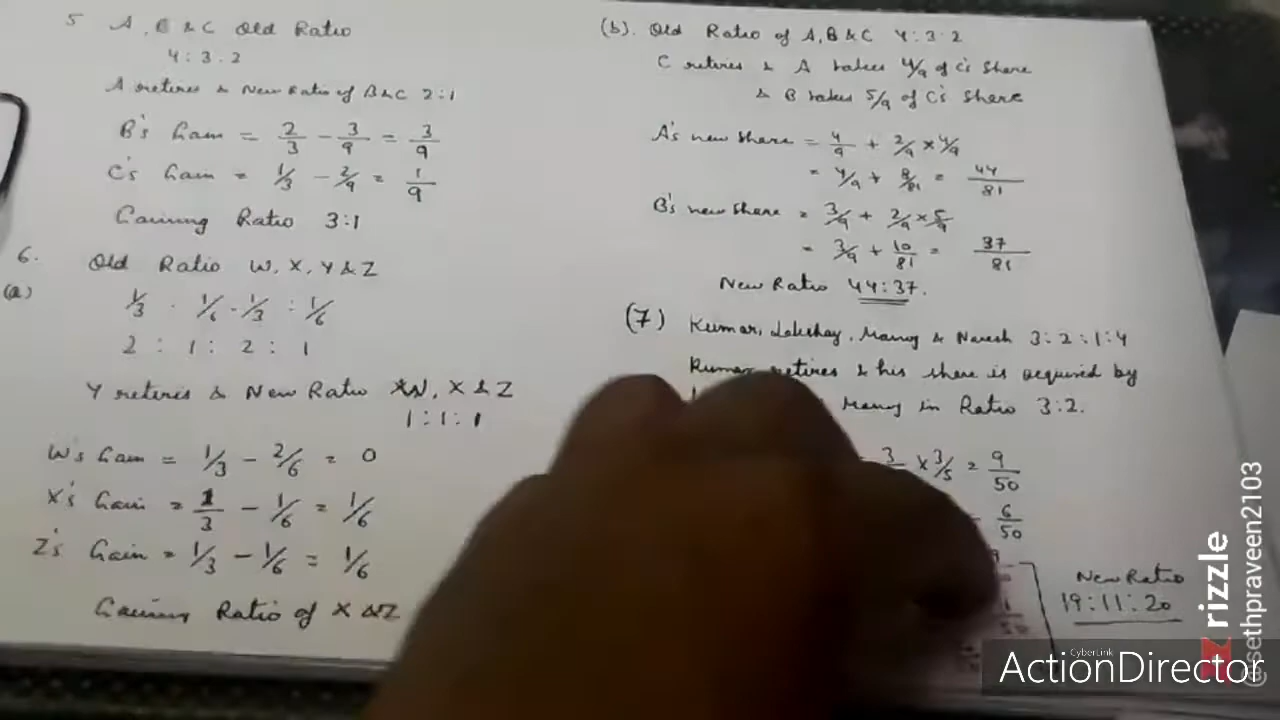 5 A, B & C Old Ratio
4 : 3 : 2
A retires & New Ratio of B&C 2:1
B's Gain = 2/3 - 3/9 = 3/9
C's Gain = 1/3 - 2/9 = 1/9
Gaining Ratio 3:1
6.
(a)
Old Ratio W, X, Y & Z
1/3 : 1/6 : 1/3 : 1/6
2 : 1 : 2 : 1
Y retires & New Ratio W, X & Z
1 : 1 : 1
W's Gain = 1/3 - 2/6 = 0
X's Gain = 1/3 - 1/6 = 1/6
Z's Gain = 1/3 - 1/6 = 1/6
Gaining Ratio of X & Z
(b). Old Ratio of A, B & C 4 : 3 : 2
C retires & A takes 4/9 of C's Share
& B takes 5/9 of C's Share
A's new share = 4/9 + 2/9 × 4/9
= 4/9 + 8/81 = 44/81
B's new share = 3/9 + 2/9 × 5/9
= 3/9 + 10/81 = 37/81
New Ratio 44:37.
(7) Kumar, Lakshay, Manoj & Naresh 3 : 2 : 1 : 4
Kumar retires & his share is acquired by
Manoj in Ratio 3:2.
× 3/5 = 9/50
6/50
New Ratio
19 : 11 : 20
rizzle
@sethpraveen2103
CyberLink
ActionDirector